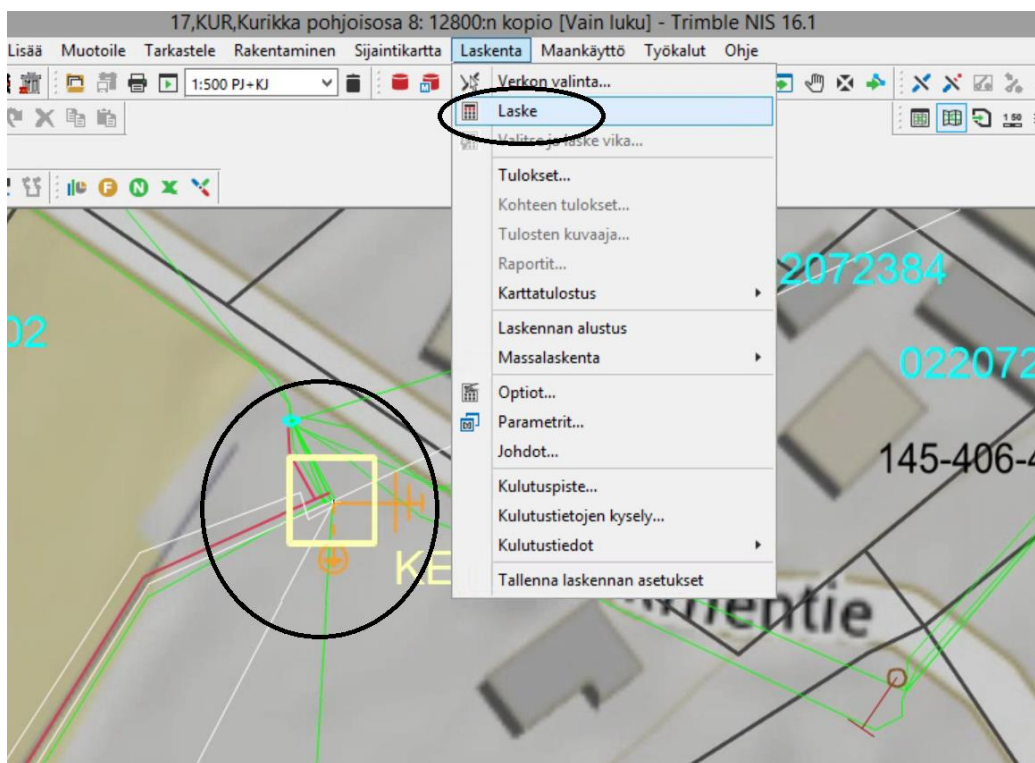 17,KUR,Kurikka pohjoisosa 8: 12800:n kopio [Vain luku] - Trimble NIS 16.1
Lisää Muotoile Tarkastele Rakentaminen Sijaintikartta Laskenta Maankäyttö Työkalut Ohje
1:500 PJ+KJ
Verkon valinta...
Laske
Valitse ja laske vika...
1 50
Tulokset...
F N
Kohteen tulokset...
Tulosten kuvaaja...
Raportit...
2072384
Karttatulostus
Laskennan alustus
02
Massalaskenta
022072
Optiot...
Parametrit...
Johdot...
145-406-4
Kulutuspiste...
Kulutustietojen kysely...
Kulutustiedot
KE
Tallenna laskennan asetukset
mentie